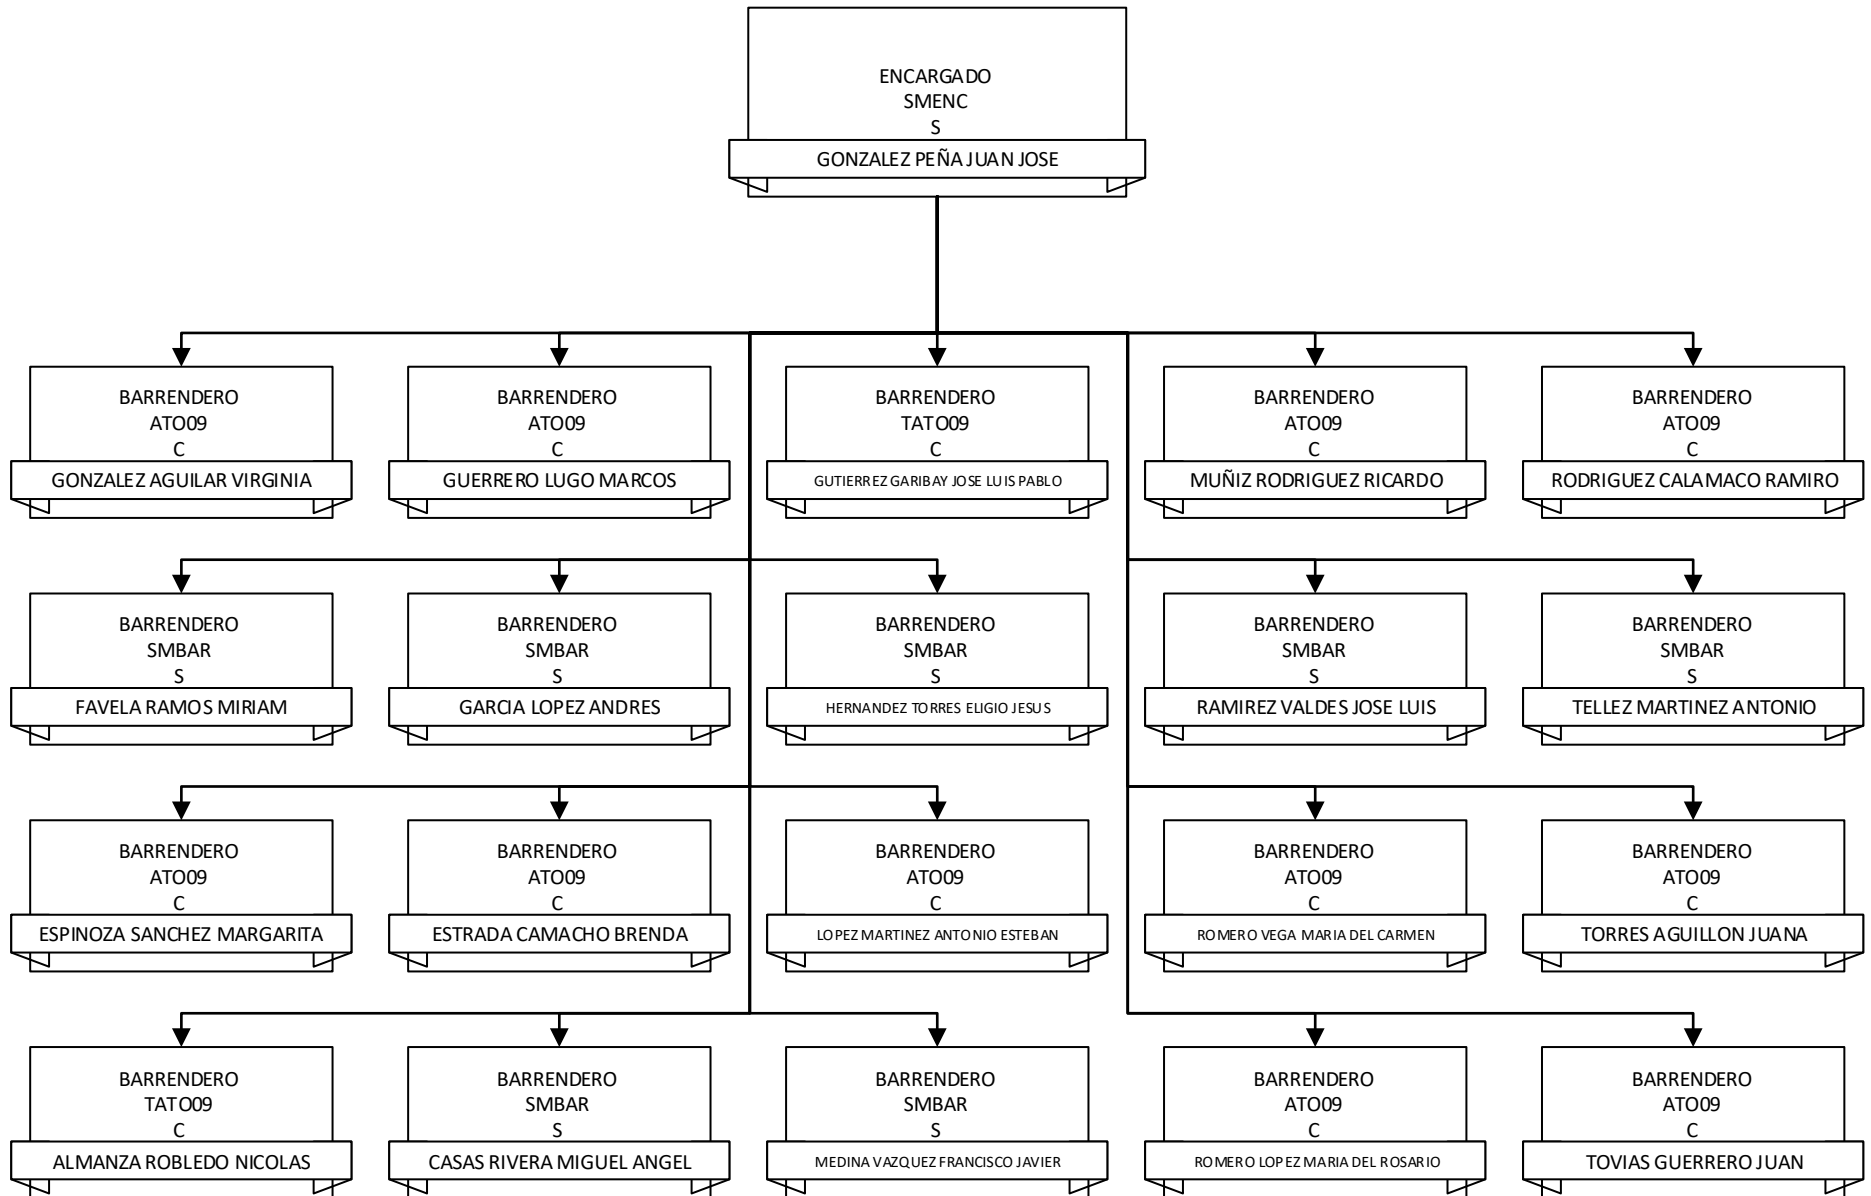 ENCARGADO
SMENC
S
GONZALEZ PEÑA JUAN JOSE
BARRENDERO
ATO09
C
GONZALEZ AGUILAR VIRGINIA
BARRENDERO
ATO09
C
GUERRERO LUGO MARCOS
BARRENDERO
TATO09
C
GUTIERREZ GARIBAY JOSE LUIS PABLO
BARRENDERO
ATO09
C
MUÑIZ RODRIGUEZ RICARDO
BARRENDERO
ATO09
C
RODRIGUEZ CALAMACO RAMIRO
BARRENDERO
SMBAR
S
FAVELA RAMOS MIRIAM
BARRENDERO
SMBAR
S
GARCIA LOPEZ ANDRES
BARRENDERO
SMBAR
S
HERNANDEZ TORRES ELIGIO JESUS
BARRENDERO
SMBAR
S
RAMIREZ VALDES JOSE LUIS
BARRENDERO
SMBAR
S
TELLEZ MARTINEZ ANTONIO
BARRENDERO
ATO09
C
ESPINOZA SANCHEZ MARGARITA
BARRENDERO
ATO09
C
ESTRADA CAMACHO BRENDA
BARRENDERO
ATO09
C
LOPEZ MARTINEZ ANTONIO ESTEBAN
BARRENDERO
ATO09
C
ROMERO VEGA MARIA DEL CARMEN
BARRENDERO
ATO09
C
TORRES AGUILLON JUANA
BARRENDERO
TATO09
C
ALMANZA ROBLEDO NICOLAS
BARRENDERO
SMBAR
S
CASAS RIVERA MIGUEL ANGEL
BARRENDERO
SMBAR
S
MEDINA VAZQUEZ FRANCISCO JAVIER
BARRENDERO
ATO09
C
ROMERO LOPEZ MARIA DEL ROSARIO
BARRENDERO
ATO09
C
TOVIAS GUERRERO JUAN